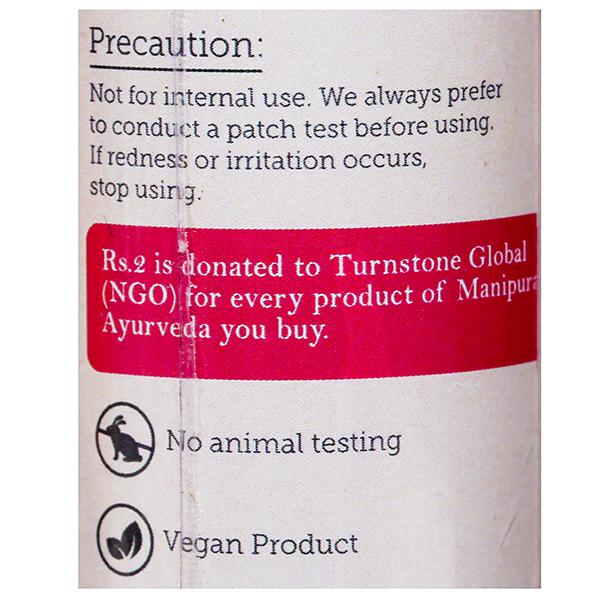 Precaution:
Not for internal use. We always prefer
to conduct a patch test before using.
If redness or irritation occurs,
stop using.
Rs.2 is donated to Turnstone Global
(NGO) for every product of Manipura
Ayurveda you buy.
No animal testing
Vegan Product